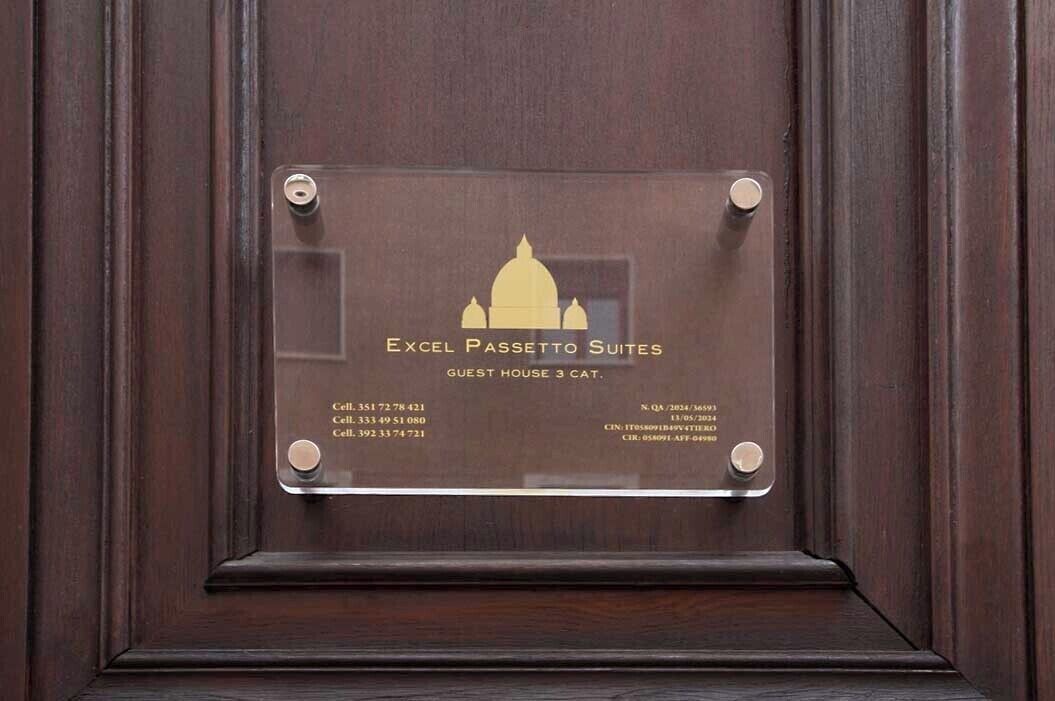 Excel Passetto Suites
GUEST HOUSE 3 CAT.
Cell. 351 72 78 421
Cell. 333 49 51 080
Cell. 392 33 74 721
N. QA /2024/36593
13/05/2024
CIN: IT058091B49V4TIERO
CIR: 058091-AFF-04980